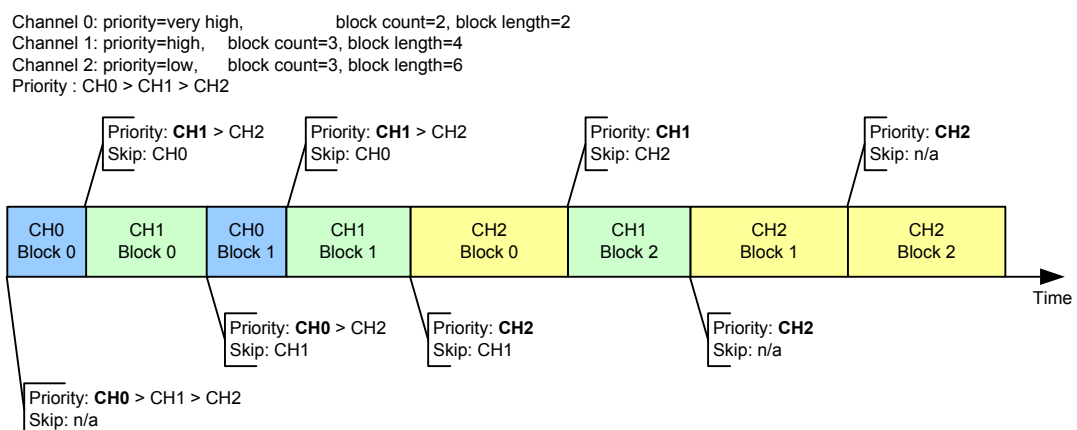 Channel 0: priority=very high, block count=2, block length=2
Channel 1: priority=high, block count=3, block length=4
Channel 2: priority=low, block count=3, block length=6
Priority : CH0 > CH1 > CH2
Priority: CH1 > CH2
Skip: CH0
Priority: CH1 > CH2
Skip: CH0
Priority: CH1
Skip: CH2
Priority: CH2
Skip: n/a
CH0
Block 0
CH1
Block 0
CH0
Block 1
CH1
Block 1
CH2
Block 0
CH1
Block 2
CH2
Block 1
CH2
Block 2
Time
Priority: CH0 > CH2
Skip: CH1
Priority: CH2
Skip: CH1
Priority: CH2
Skip: n/a
Priority: CH0 > CH1 > CH2
Skip: n/a